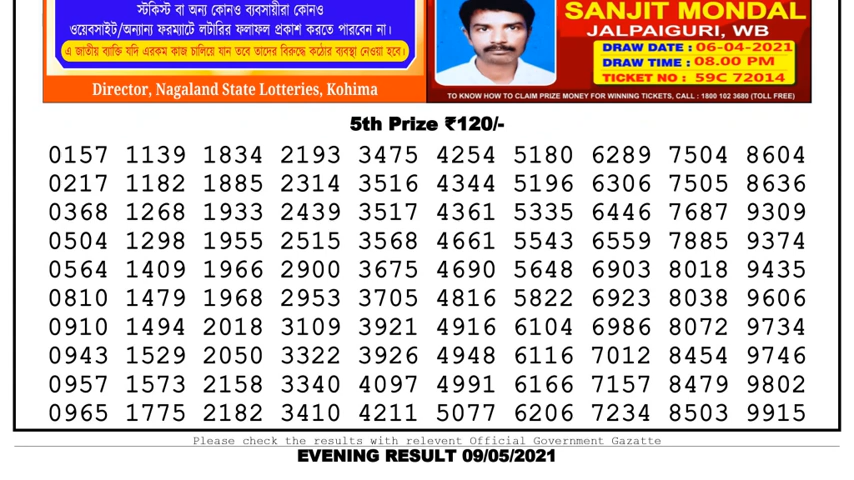 স্টকিস্ট বা অন্য কোনও ব্যবসায়ীরা কোনও
ওয়েবসাইট/অন্যান্য ফরম্যাটে লটারির ফলাফল প্রকাশ করতে পারবেন না।
এ জাতীয় ব্যাক্তি যদি এরকম কাজ চালিয়ে যান তবে তাদের বিরুদ্ধে কঠোর ব্যবস্থা নেওয়া হবে।
Director, Nagaland State Lotteries, Kohima
SANJIT MONDAL
JALPAIGURI, WB
DRAW DATE : 06-04-2021
DRAW TIME : 08.00 PM
TICKET NO : 59C 72014
TO KNOW HOW TO CLAIM PRIZE MONEY FOR WINNING TICKETS, CALL : 1800 102 3680 (TOLL FREE)
5th Prize ₹120/-
0157 1139 1834 2193 3475 4254 5180 6289 7504 8604
0217 1182 1885 2314 3516 4344 5196 6306 7505 8636
0368 1268 1933 2439 3517 4361 5335 6446 7687 9309
0504 1298 1955 2515 3568 4661 5543 6559 7885 9374
0564 1409 1966 2900 3675 4690 5648 6903 8018 9435
0810 1479 1968 2953 3705 4816 5822 6923 8038 9606
0910 1494 2018 3109 3921 4916 6104 6986 8072 9734
0943 1529 2050 3322 3926 4948 6116 7012 8454 9746
0957 1573 2158 3340 4097 4991 6166 7157 8479 9802
0965 1775 2182 3410 4211 5077 6206 7234 8503 9915
Please check the results with relevent Official Government Gazatte
EVENING RESULT 09/05/2021